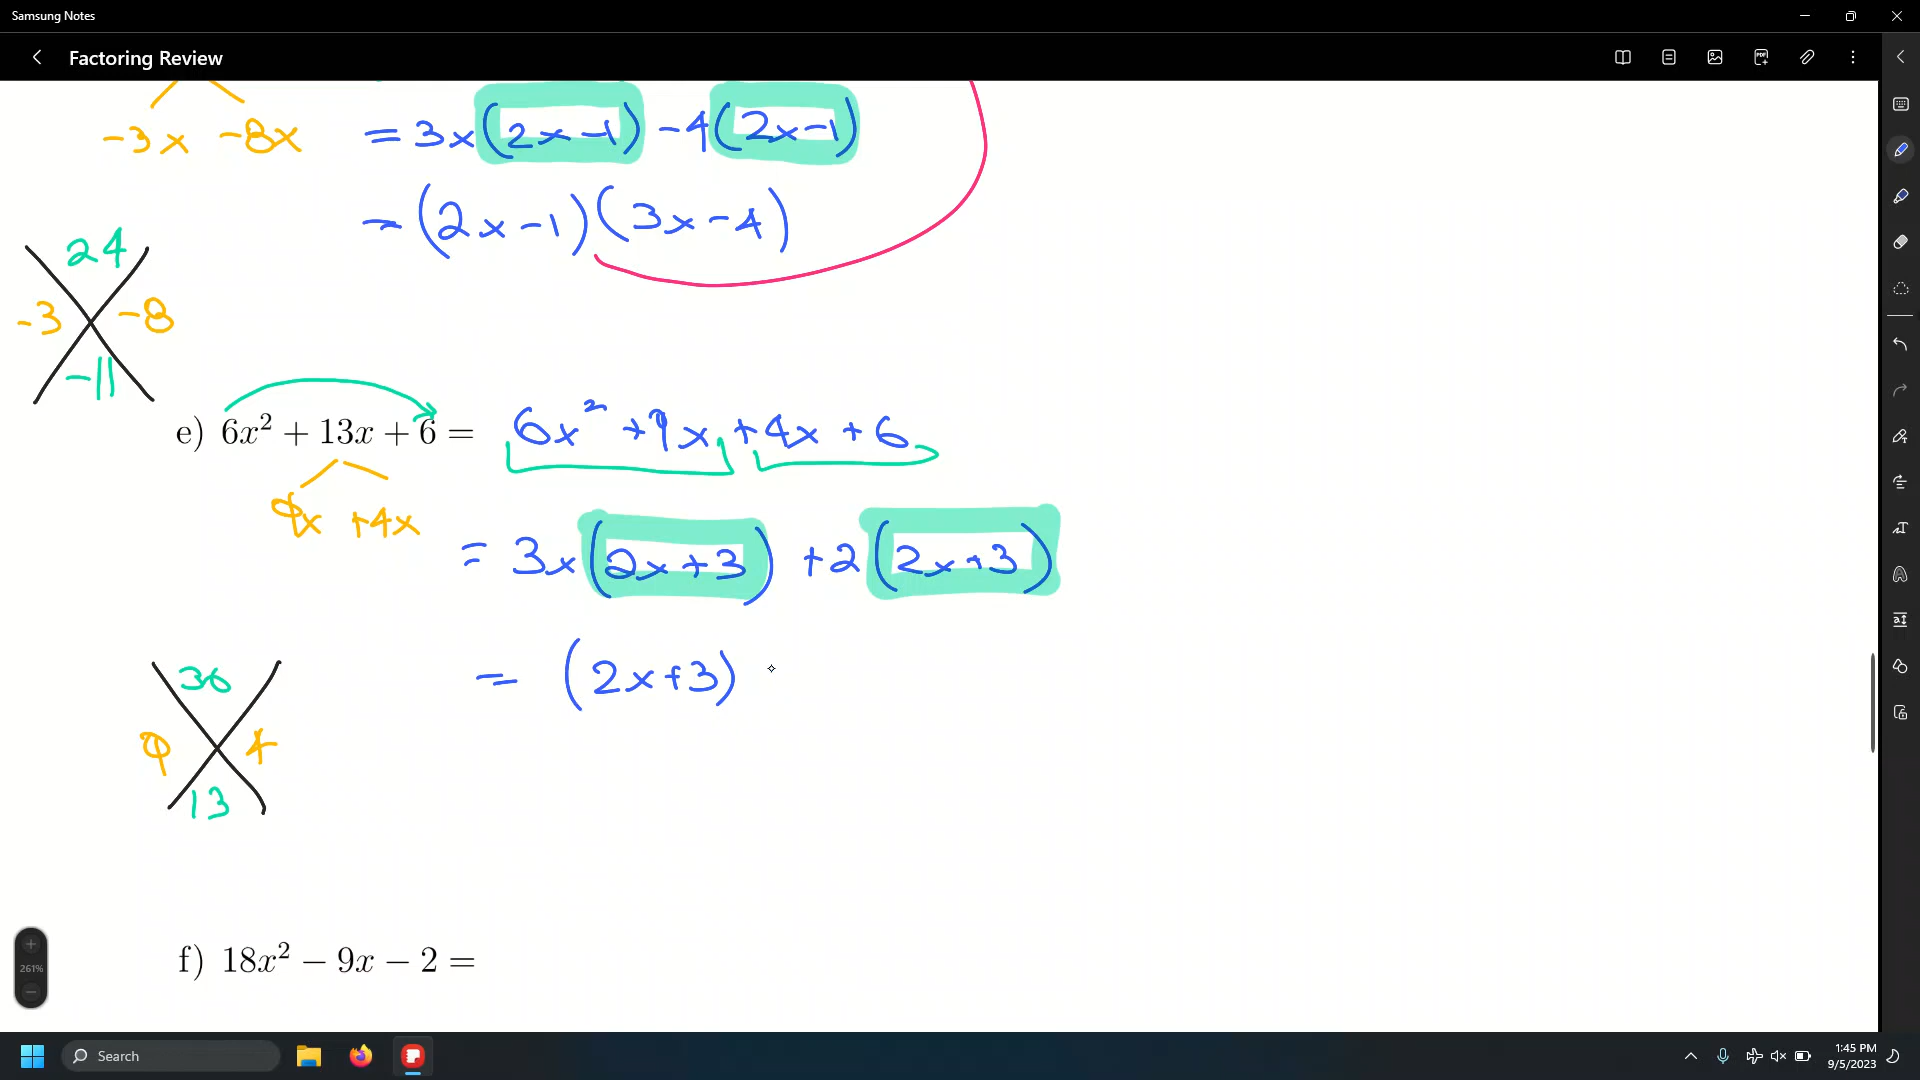 Samsung Notes
Factoring Review
-3x -8x = 3x(2x-1) -4(2x-1)
= (2x-1)(3x-4)
24
-3 -8
-11
e) 6x² + 13x + 6 = 6x² +9x +4x +6
9x +4x
= 3x(2x+3) +2(2x+3)
= (2x+3)
36
9 4
13
f) 18x² − 9x − 2 =
261%
Search
1:45 PM
9/5/2023